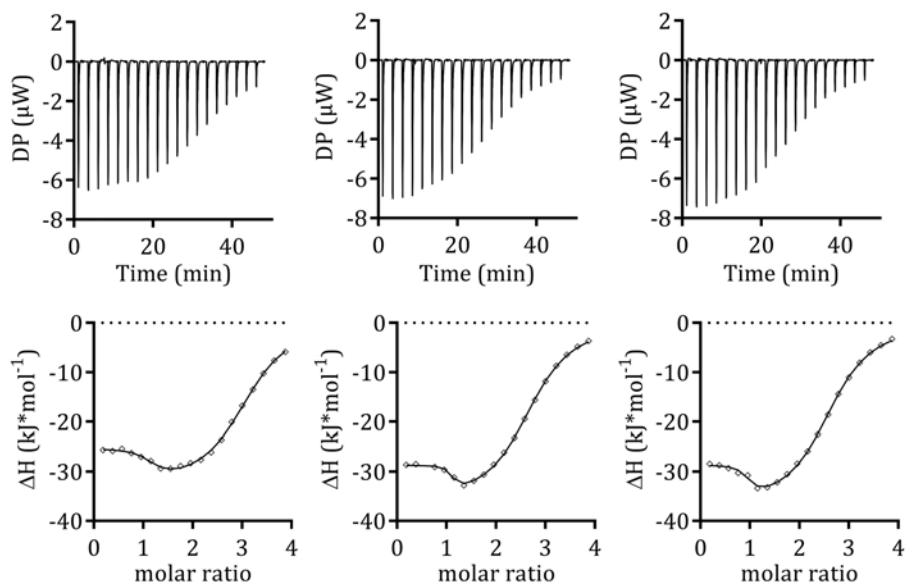 2
0
-2
-4
-6
-8
DP (µW)
0 20 40
Time (min)
2
0
-2
-4
-6
-8
DP (µW)
0 20 40
Time (min)
2
0
-2
-4
-6
-8
DP (µW)
0 20 40
Time (min)
0
-10
-20
-30
-40
ΔH (kJ*mol⁻¹)
0 1 2 3 4
molar ratio
0
-10
-20
-30
-40
ΔH (kJ*mol⁻¹)
0 1 2 3 4
molar ratio
0
-10
-20
-30
-40
ΔH (kJ*mol⁻¹)
0 1 2 3 4
molar ratio